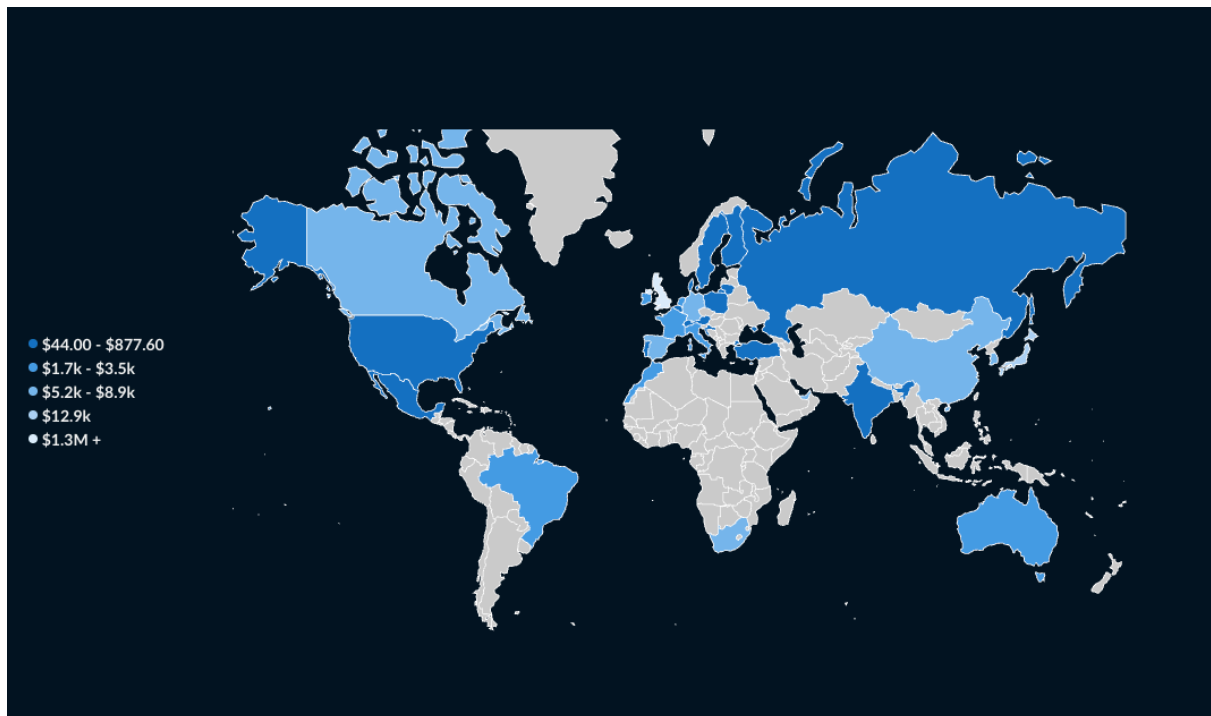 $44.00 - $877.60
$1.7k - $3.5k
$5.2k - $8.9k
$12.9k
$1.3M +